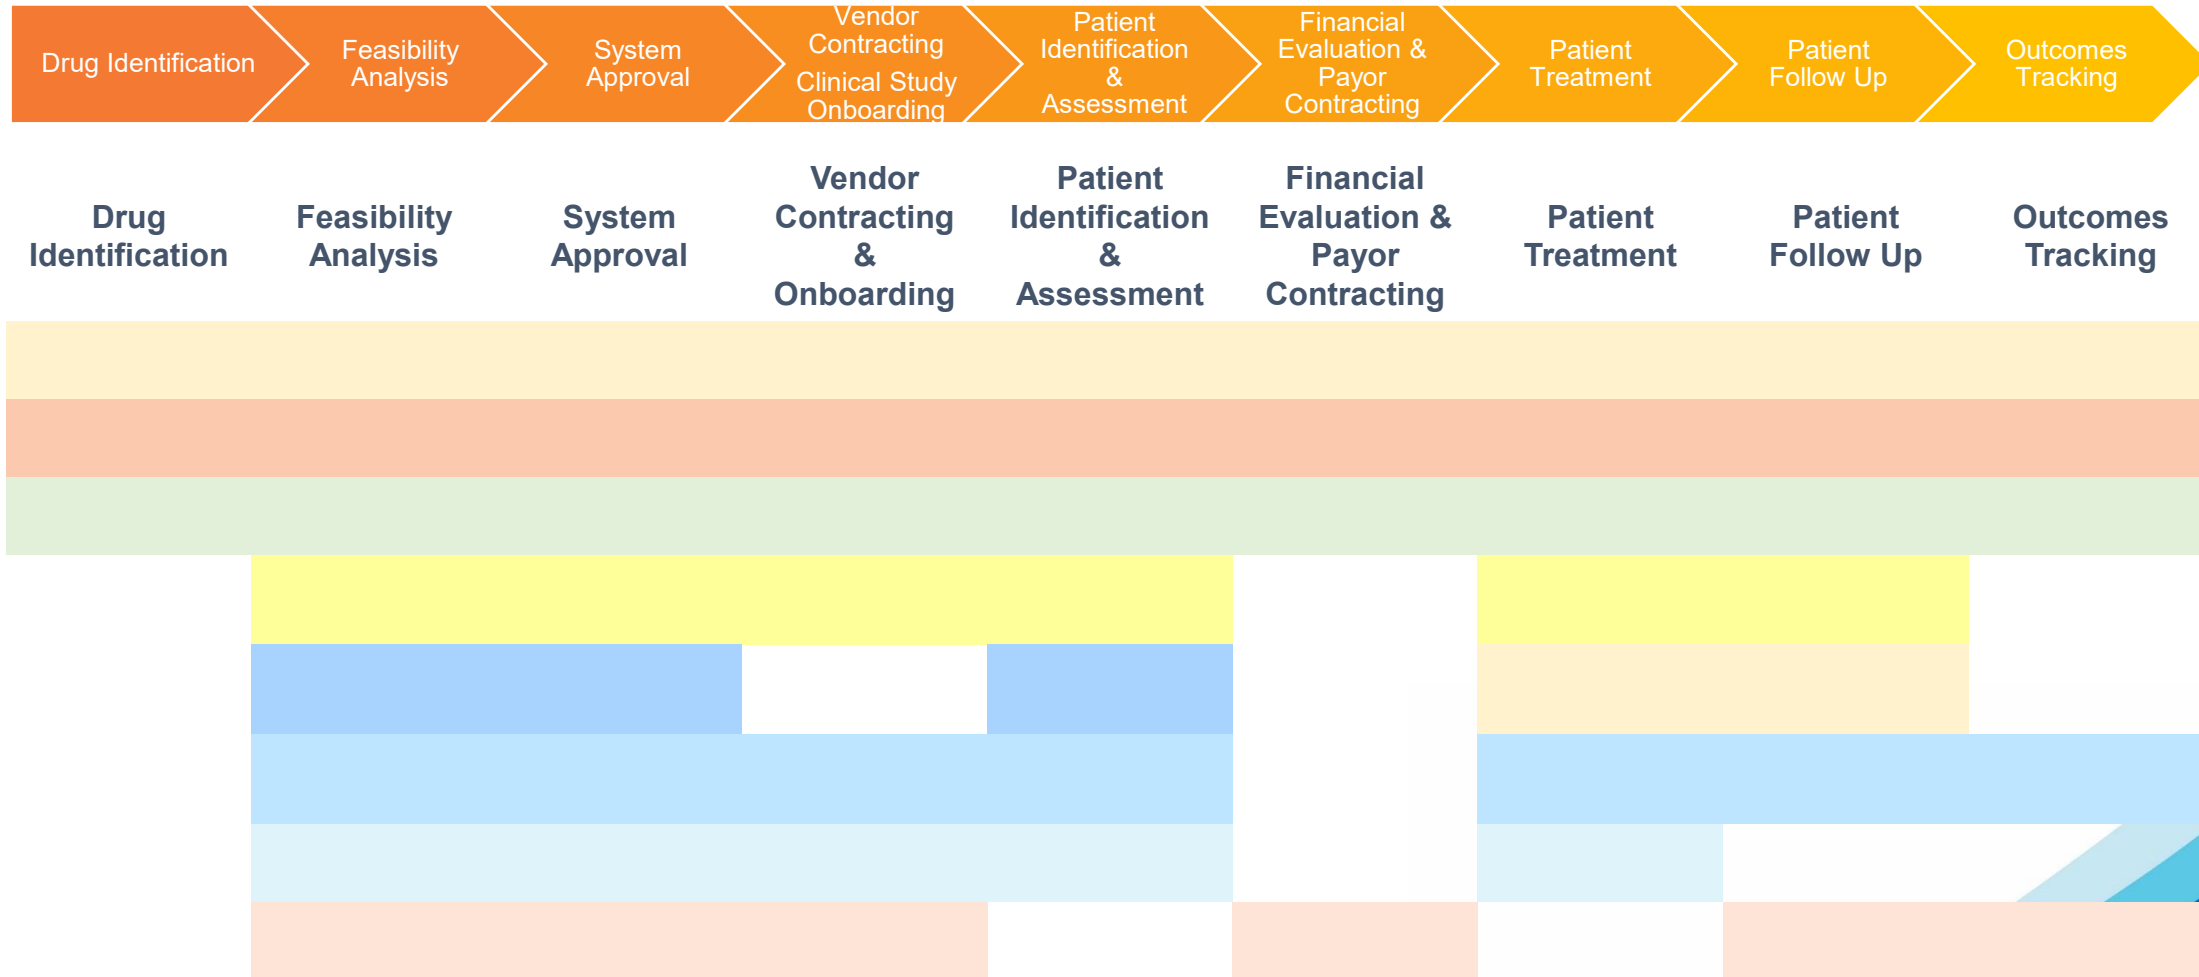 Drug Identification
Feasibility
Analysis
System
Approval
Vendor
Contracting
Clinical Study
Onboarding
Patient
Identification
&
Assessment
Financial
Evaluation &
Payor
Contracting
Patient
Treatment
Patient
Follow Up
Outcomes
Tracking
Drug
Identification
Feasibility
Analysis
System
Approval
Vendor
Contracting
&
Onboarding
Patient
Identification
&
Assessment
Financial
Evaluation &
Payor
Contracting
Patient
Treatment
Patient
Follow Up
Outcomes
Tracking